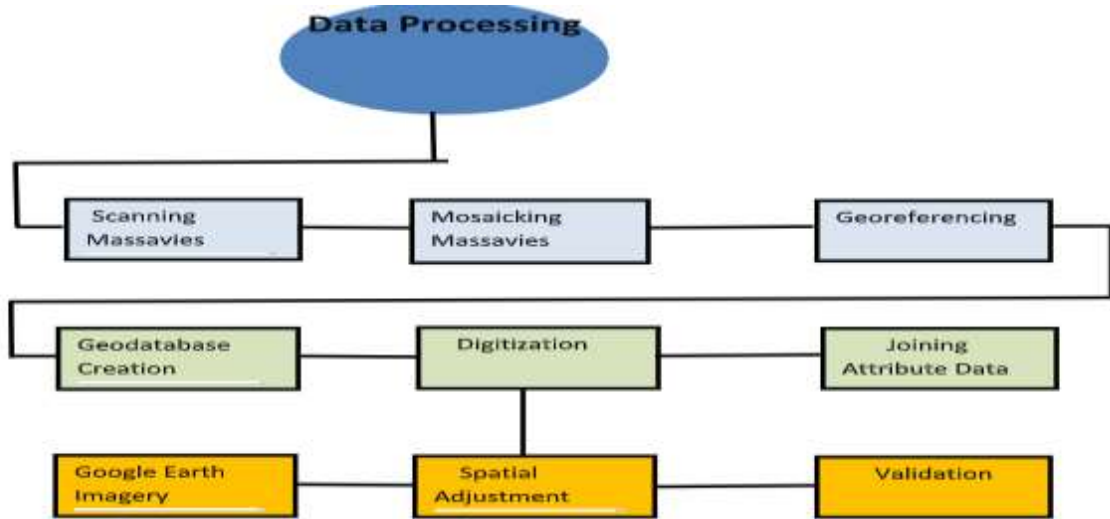 Data Processing
Scanning
Massavies
Mosaicking
Massavies
Georeferencing
Geodatabase
Creation
Digitization
Joining
Attribute Data
Google Earth
Imagery
Spatial
Adjustment
Validation